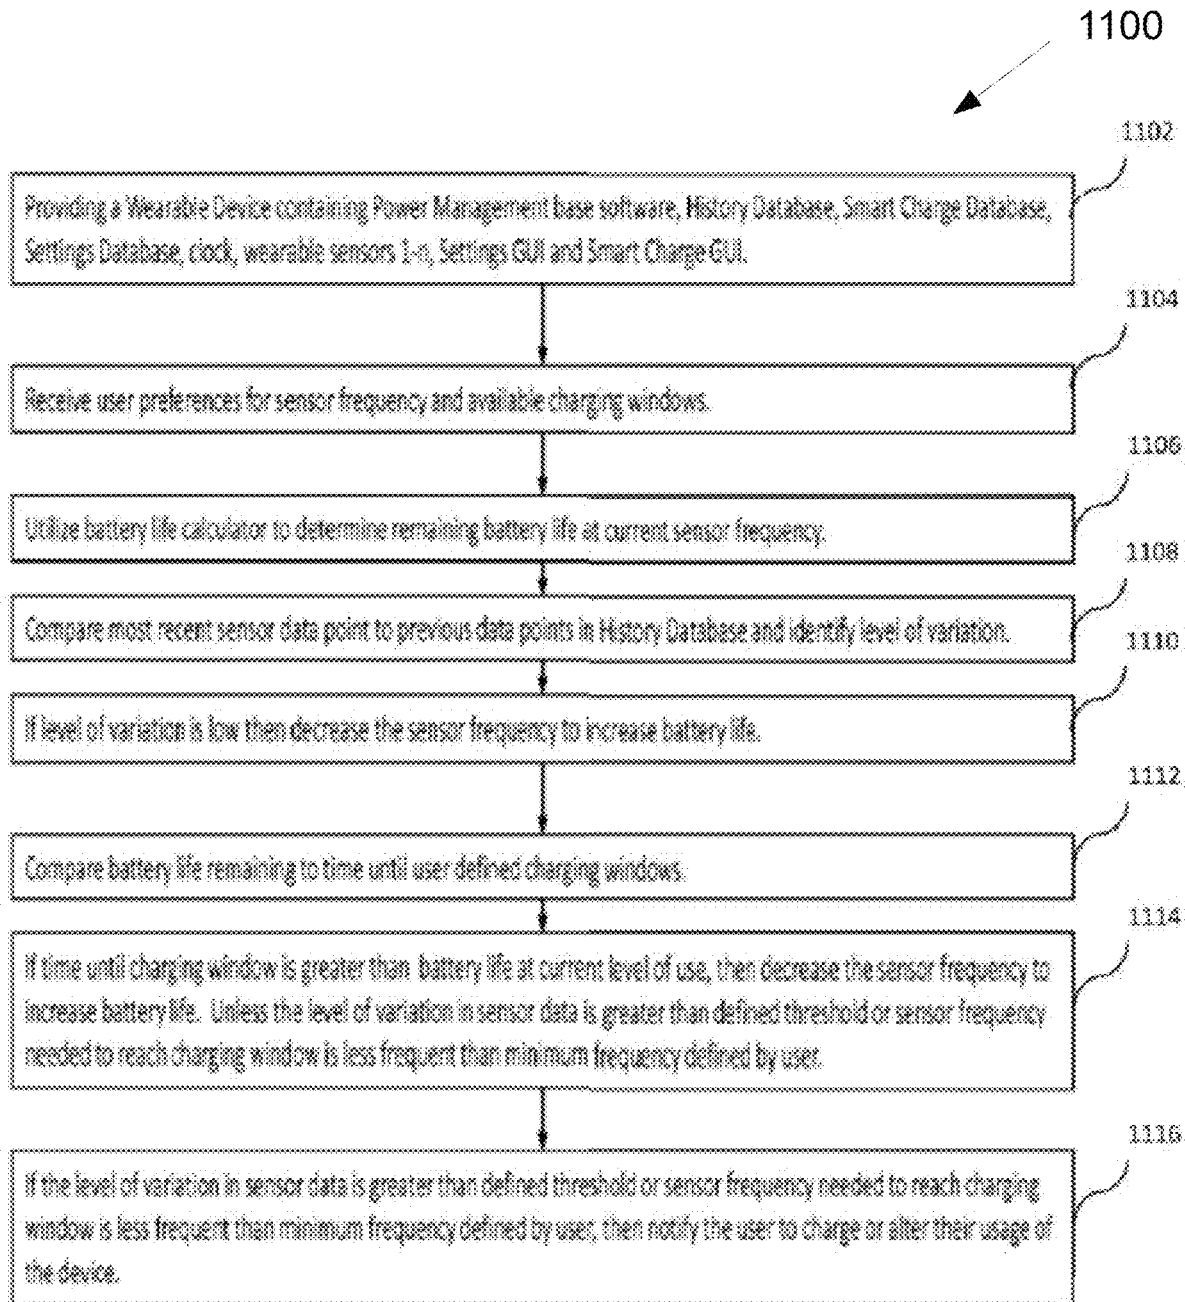 1100
1102
Providing a Wearable Device containing Power Management base software, History Database, Smart Charge Database,
Settings Database, clock, wearable sensors 1-n, Settings GUI and Smart Charge GUI.
1104
Receive user preferences for sensor frequency and available charging windows.
1106
Utilize battery life calculator to determine remaining battery life at current sensor frequency.
1108
Compare most recent sensor data point to previous data points in History Database and identify level of variation.
1110
If level of variation is low then decrease the sensor frequency to increase battery life.
1112
Compare battery life remaining to time until user defined charging windows.
1114
If time until charging window is greater than battery life at current level of use, then decrease the sensor frequency to
increase battery life. Unless the level of variation in sensor data is greater than defined threshold or sensor frequency
needed to reach charging window is less frequent than minimum frequency defined by user.
1116
If the level of variation in sensor data is greater than defined threshold or sensor frequency needed to reach charging
window is less frequent than minimum frequency defined by user, then notify the user to charge or alter their usage of
the device.